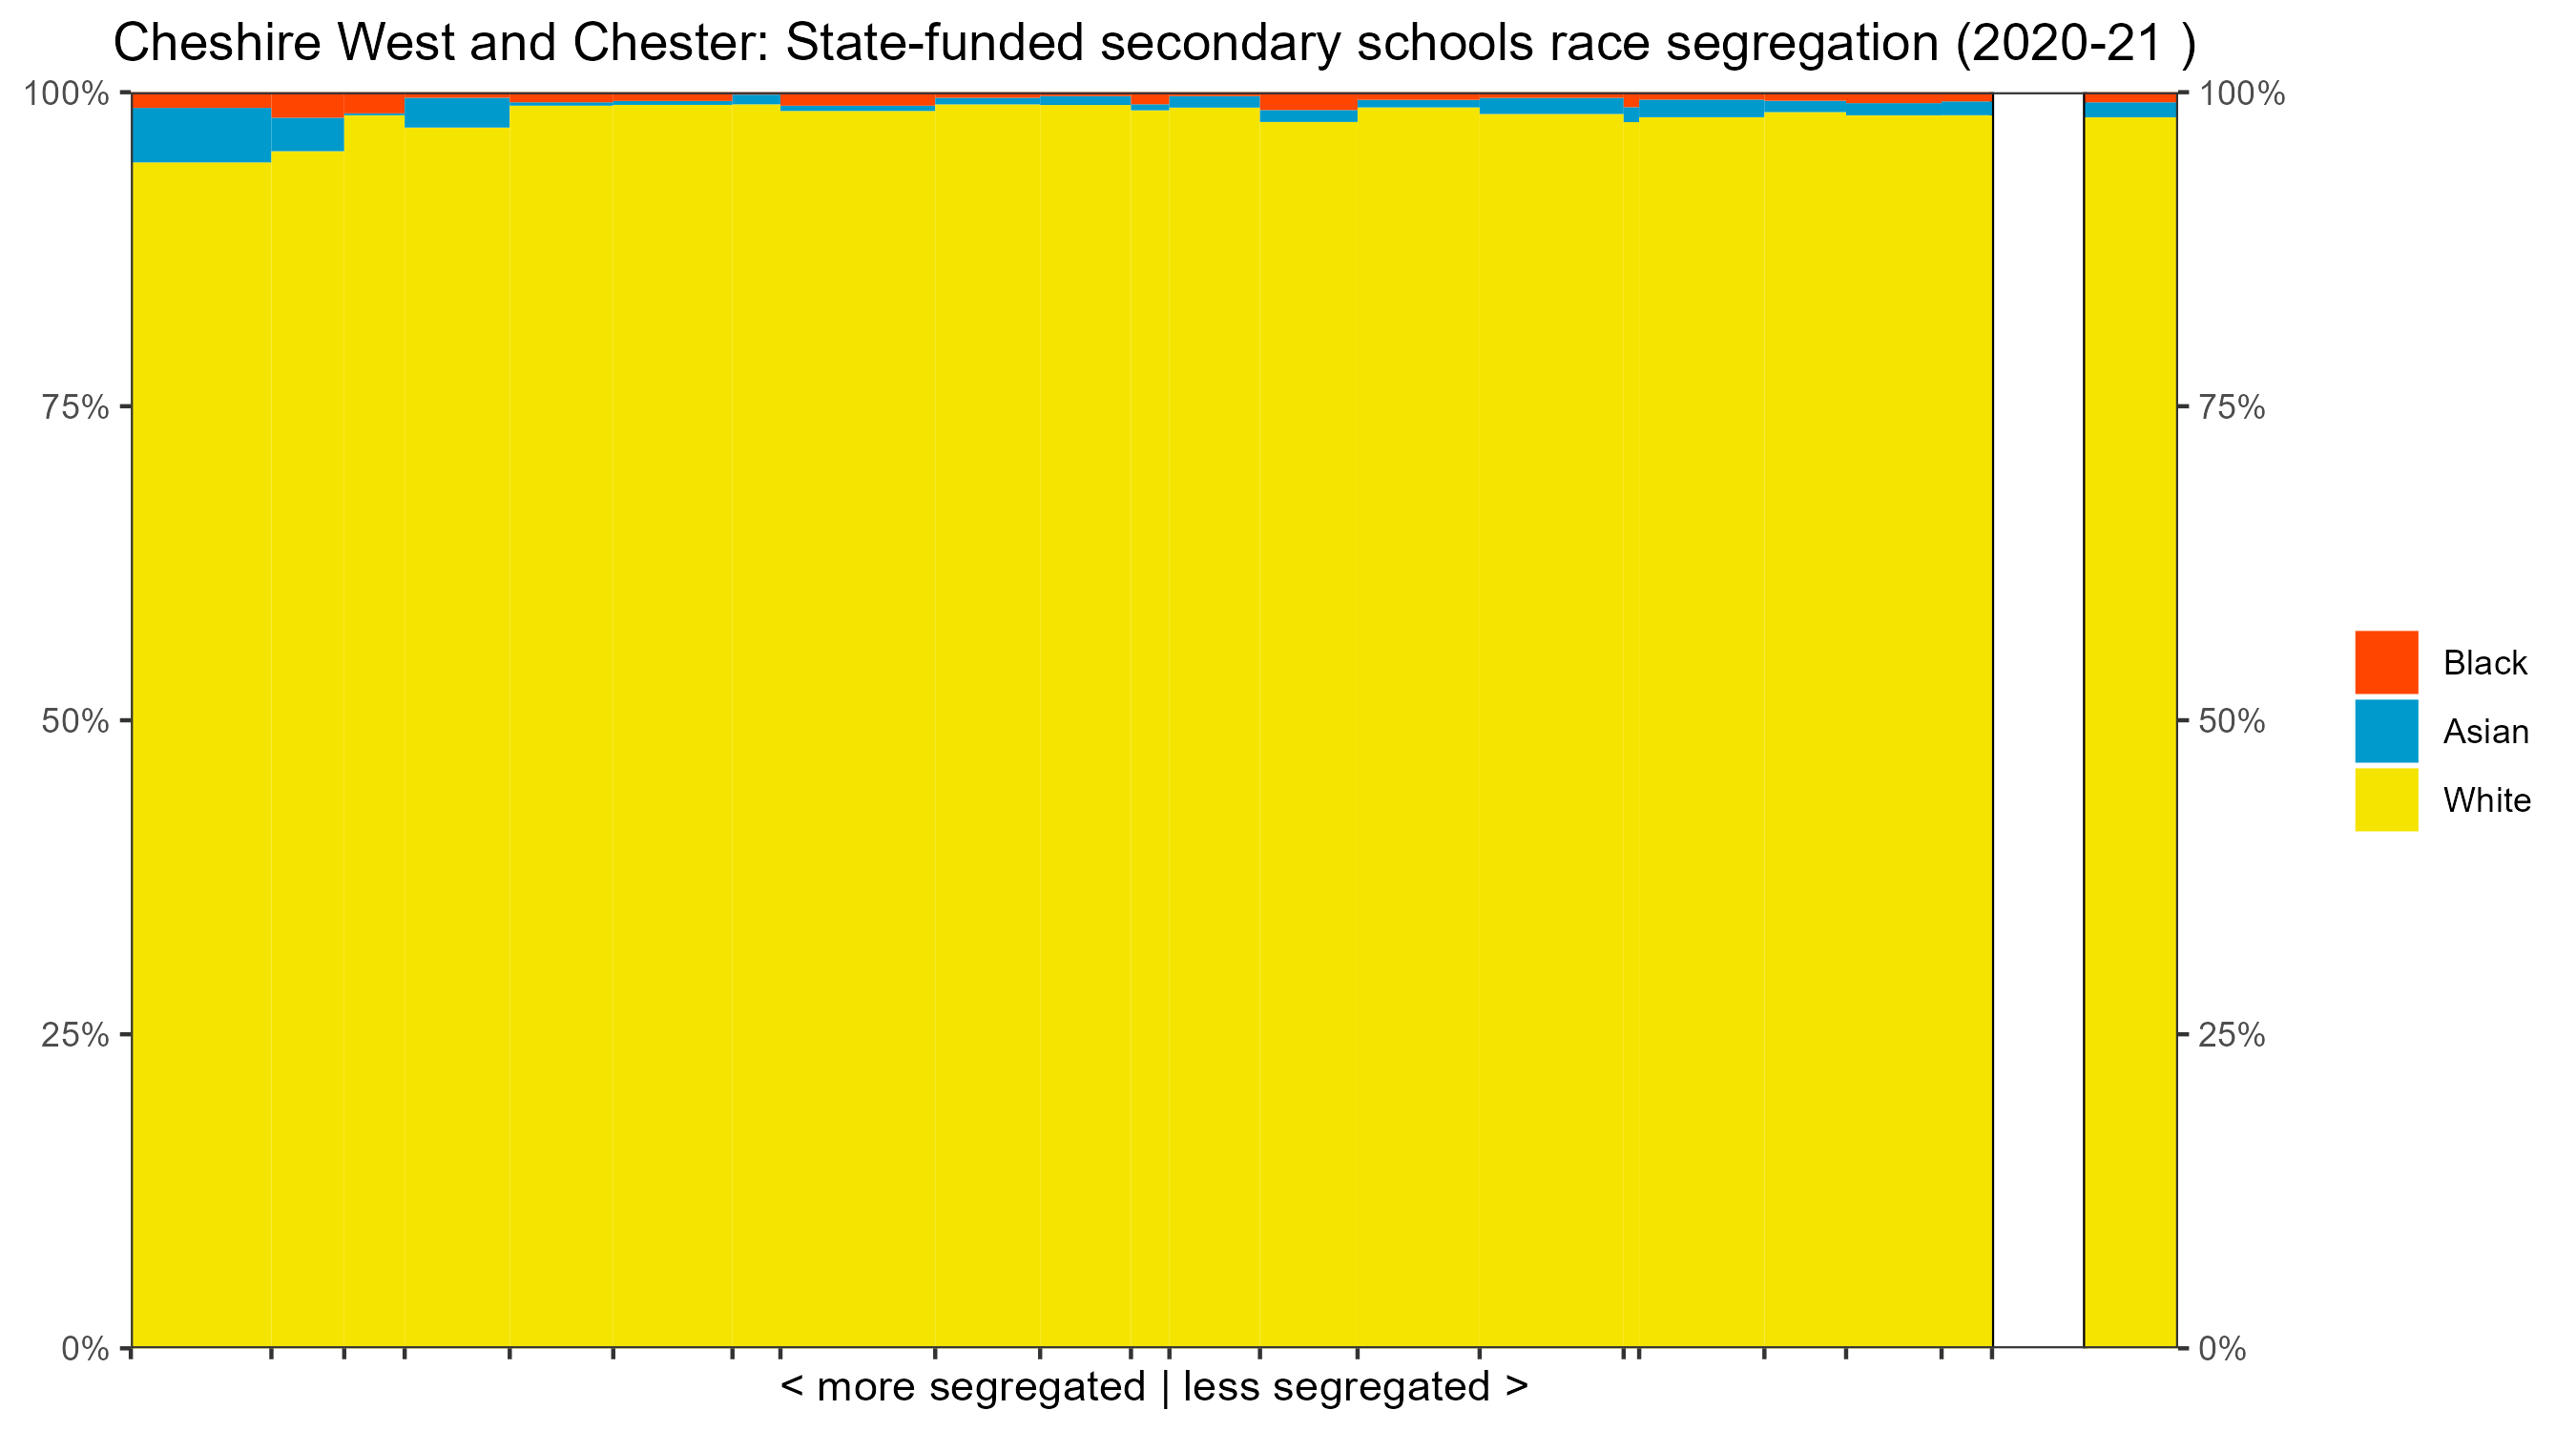 Cheshire West and Chester: State-funded secondary schools race segregation (2020-21 )
100%
100%
75%
75%
50%
50%
25%
25%
0%
0%
Black
Asian
White
< more segregated | less segregated >